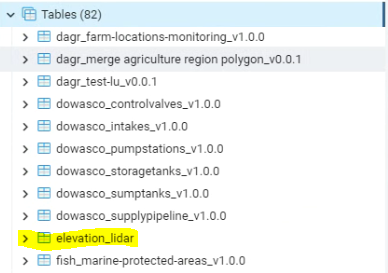 Tables (82)
dagr_farm-locations-monitoring_v1.0.0
dagr_merge agriculture region polygon_v0.0.1
dagr_test-lu_v0.0.1
dowasco_controlvalves_v1.0.0
dowasco_intakes_v1.0.0
dowasco_pumpstations_v1.0.0
dowasco_storagetanks_v1.0.0
dowasco_sumptanks_v1.0.0
dowasco_supplypipeline_v1.0.0
elevation_lidar
fish_marine-protected-areas_v1.0.0